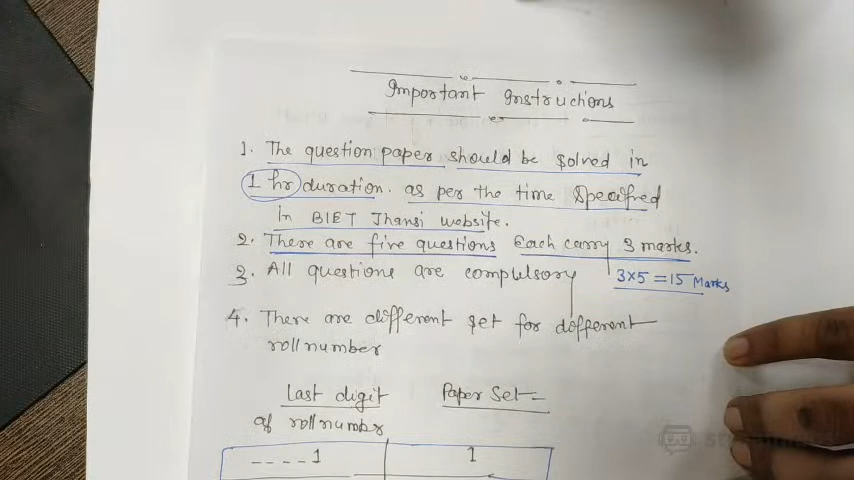 Important Instructions
1. The question paper should be solved in
1 hr duration. as per the time Specified
in BIET Jhansi website.
2. There are five questions Each carry 3 marks.
3. All questions are compulsory
3×5 = 15 Marks
4. There are different set for different
roll number
Last digit Paper Set
of roll number
----1 1